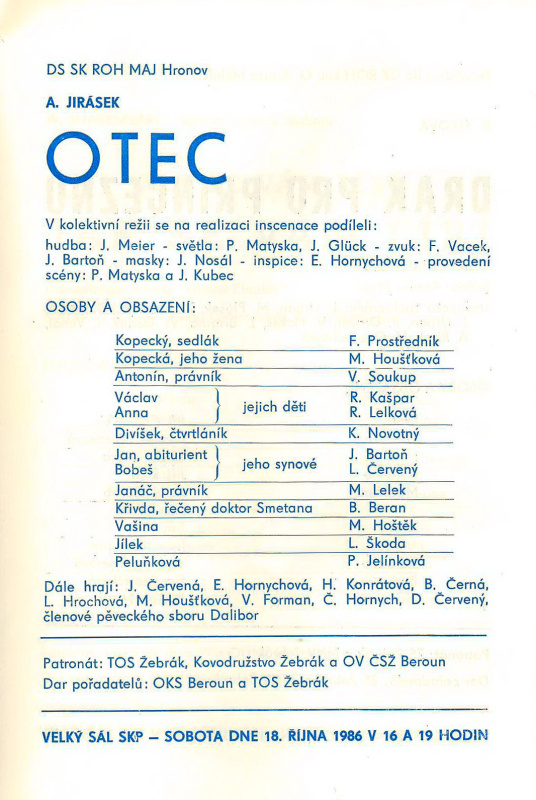 DS SK ROH MAJ Hronov
A. JIRÁSEK
OTEC
V kolektivní režii se na realizaci inscenace podíleli:
hudba: J. Meier - světla: P. Matyska, J. Glück - zvuk: F. Vacek,
J. Bartoň - masky: J. Nosál - inspice: E. Hornychová - provedení
scény: P. Matyska a J. Kubec
OSOBY A OBSAZENÍ:
Kopecký, sedlák F. Prostředník
Kopecká, jeho žena M. Houšťková
Antonín, právník V. Soukup
Václav R. Kašpar
jejich děti
Anna R. Lelková
Divíšek, čtvrtláník K. Novotný
Jan, abiturient J. Bartoň
jeho synové
Bobeš L. Červený
Janáč, právník M. Lelek
Křivda, řečený doktor Smetana B. Beran
Vašina M. Hoštěk
Jílek L. Škoda
Peluňková P. Jelínková
Dále hrají: J. Červená, E. Hornychová, H. Konrátová, B. Černá,
L. Hrochová, M. Houšťková, V. Forman, Č. Hornych, D. Červený,
členové pěveckého sboru Dalibor
Patronát: TOS Žebrák, Kovodružstvo Žebrák a OV ČSŽ Beroun
Dar pořadatelů: OKS Beroun a TOS Žebrák
VELKÝ SÁL SKP – SOBOTA DNE 18. ŘÍJNA 1986 V 16 A 19 HODIN